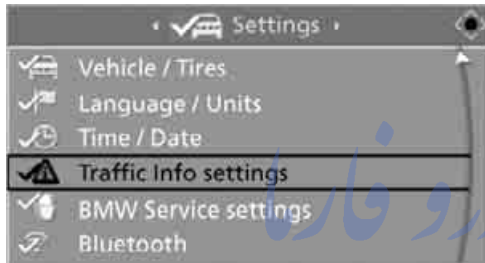 Settings
Vehicle / Tires
Language / Units
Time / Date
Traffic Info settings
BMW Service settings
Bluetooth